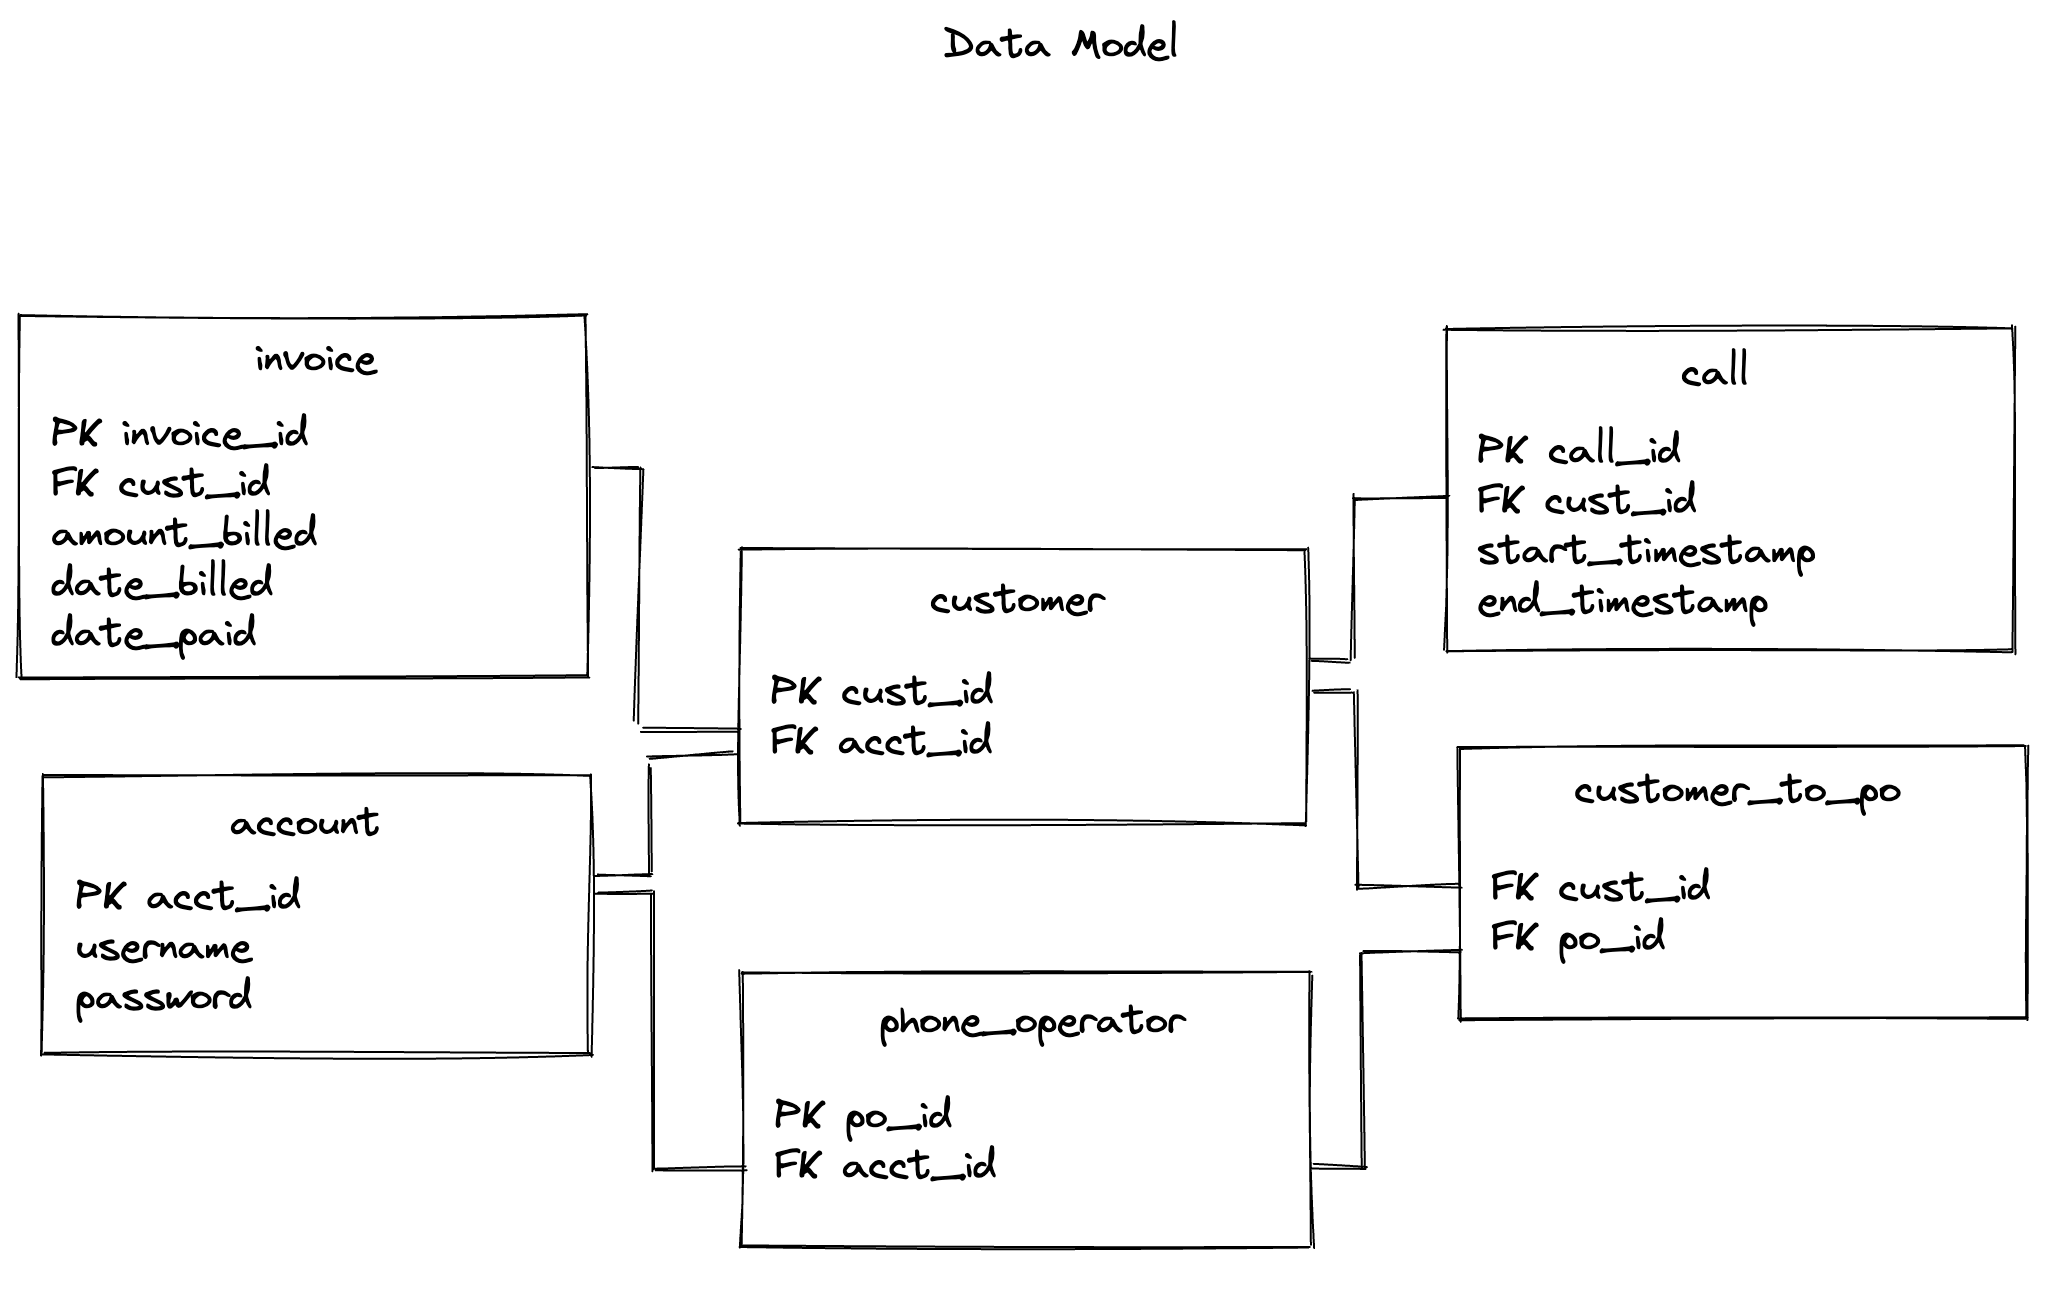 Data Model
invoice
PK invoice_id
FK cust_id
amount_billed
date_billed
date_paid
account
PK acct_id
username
password
customer
PK cust_id
FK acct_id
phone_operator
PK po_id
FK acct_id
call
PK call_id
FK cust_id
start_timestamp
end_timestamp
customer_to_po
FK cust_id
FK po_id